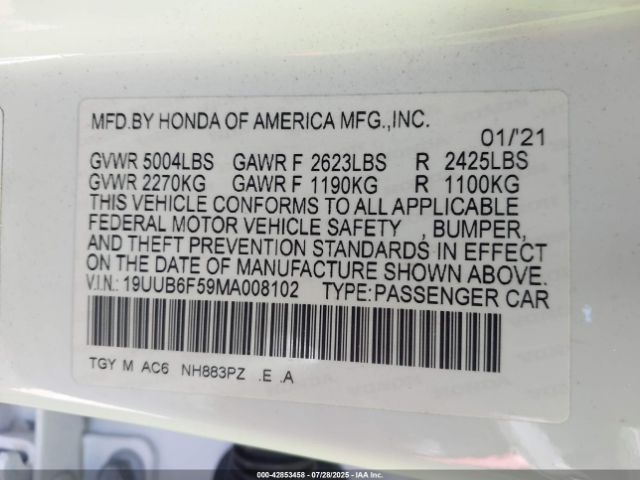 MFD.BY HONDA OF AMERICA MFG.,INC.
01/'21
GVWR 5004LBS GAWR F 2623LBS R 2425LBS
GVWR 2270KG GAWR F 1190KG R 1100KG
THIS VEHICLE CONFORMS TO ALL APPLICABLE
FEDERAL MOTOR VEHICLE SAFETY , BUMPER,
AND THEFT PREVENTION STANDARDS IN EFFECT
ON THE DATE OF MANUFACTURE SHOWN ABOVE.
V.I.N.: 19UUB6F59MA008102 TYPE:PASSENGER CAR
TGY M AC6 NH883PZ .E .A
000-42853458 - 07/28/2025 - IAA